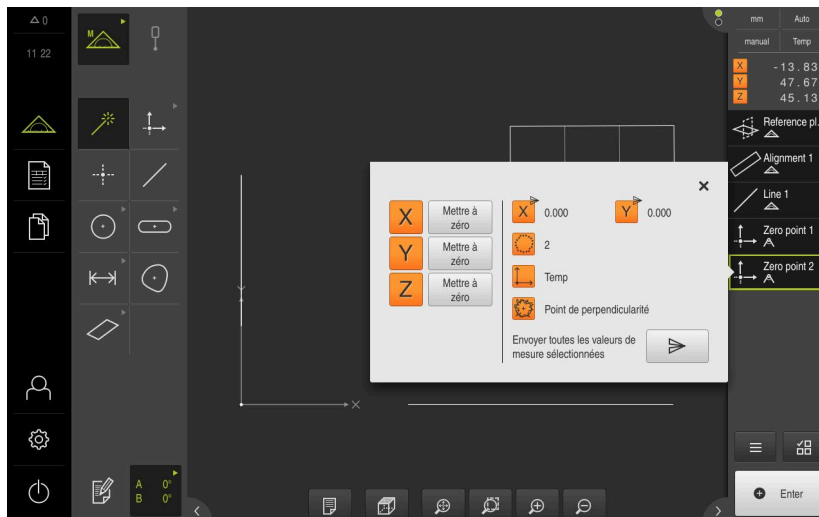 0
11 22
M
A 0°
B 0°
X Mettre à
zéro
Y Mettre à
zéro
Z Mettre à
zéro
X 0.000 Y 0.000
2
Temp
Point de perpendicularité
Envoyer toutes les valeurs de
mesure sélectionnées
X
mm Auto
manual Temp
X -13.83
Y 47.67
Z 45.13
Reference pl.
Alignment 1
Line 1
Zero point 1
Zero point 2
Enter